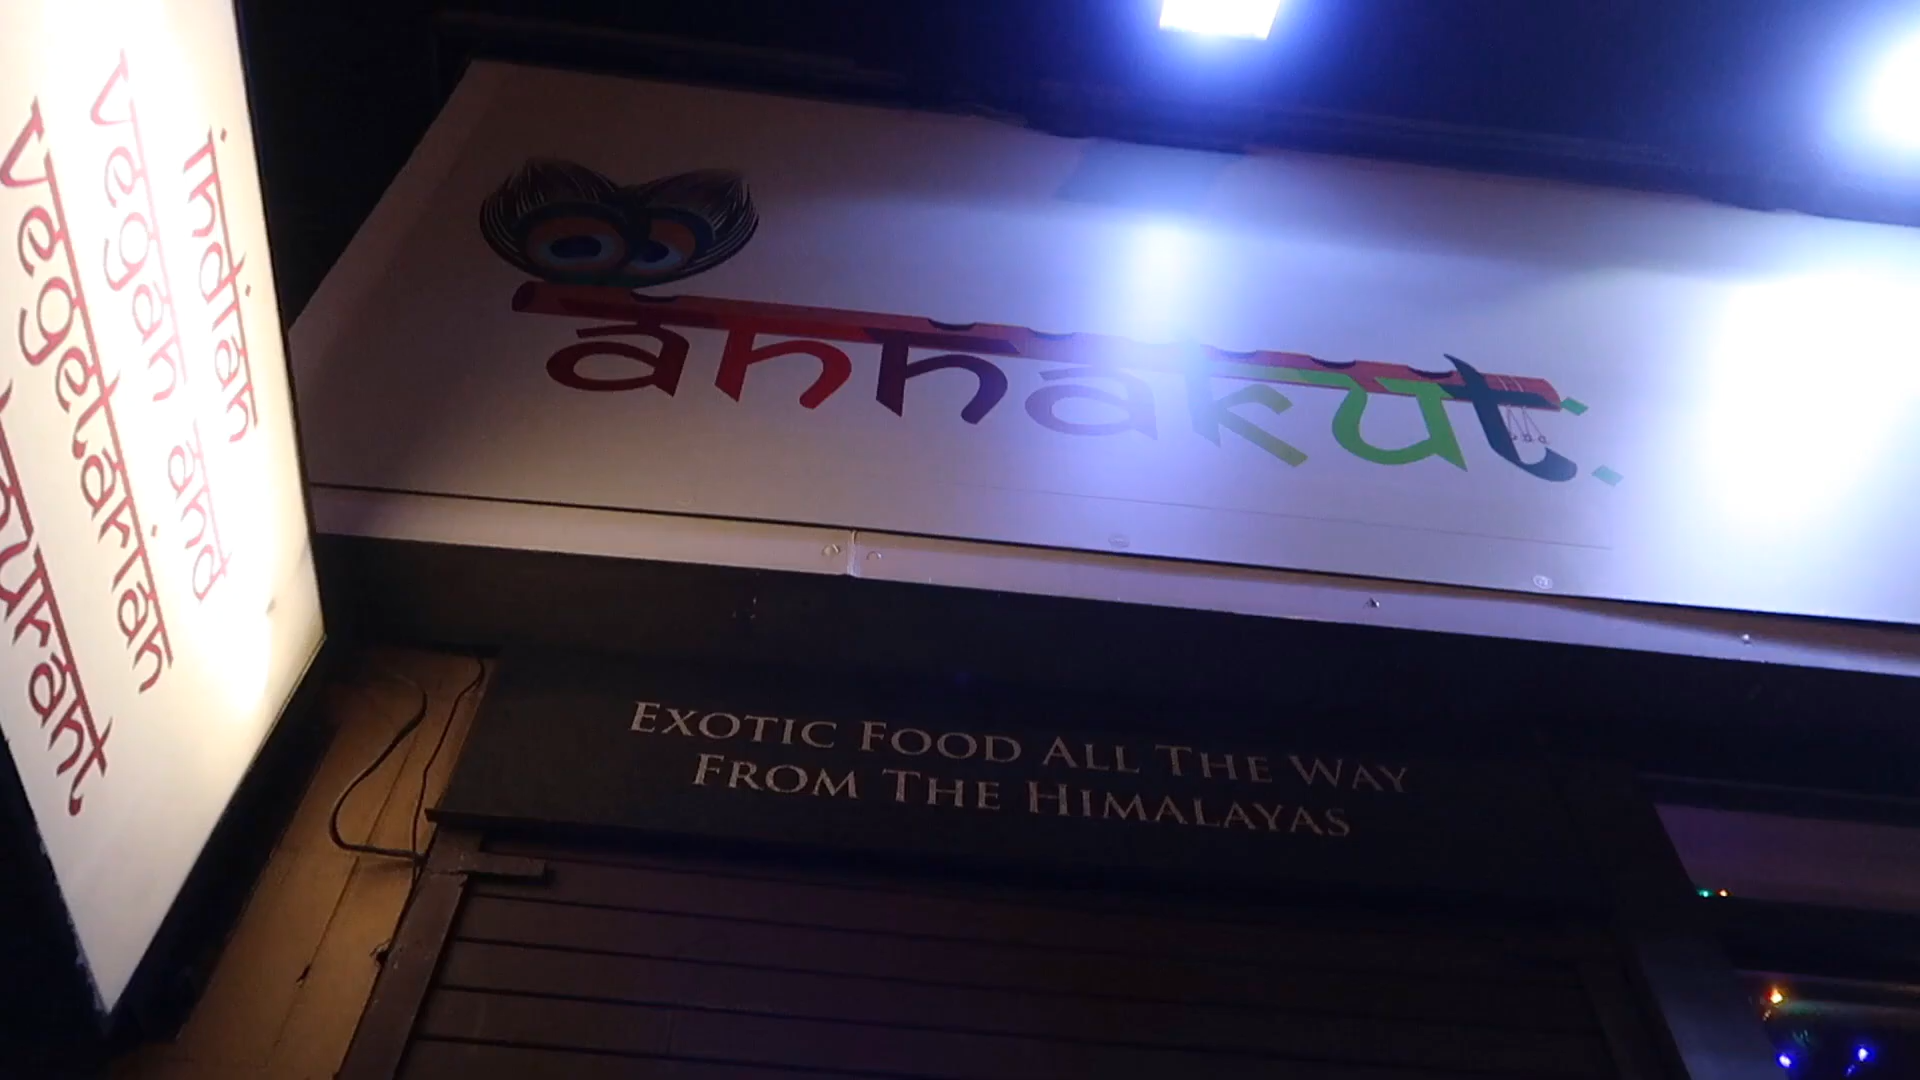 indian
vegan and
vegetarian
annakut.
EXOTIC FOOD ALL THE WAY
FROM THE HIMALAYAS